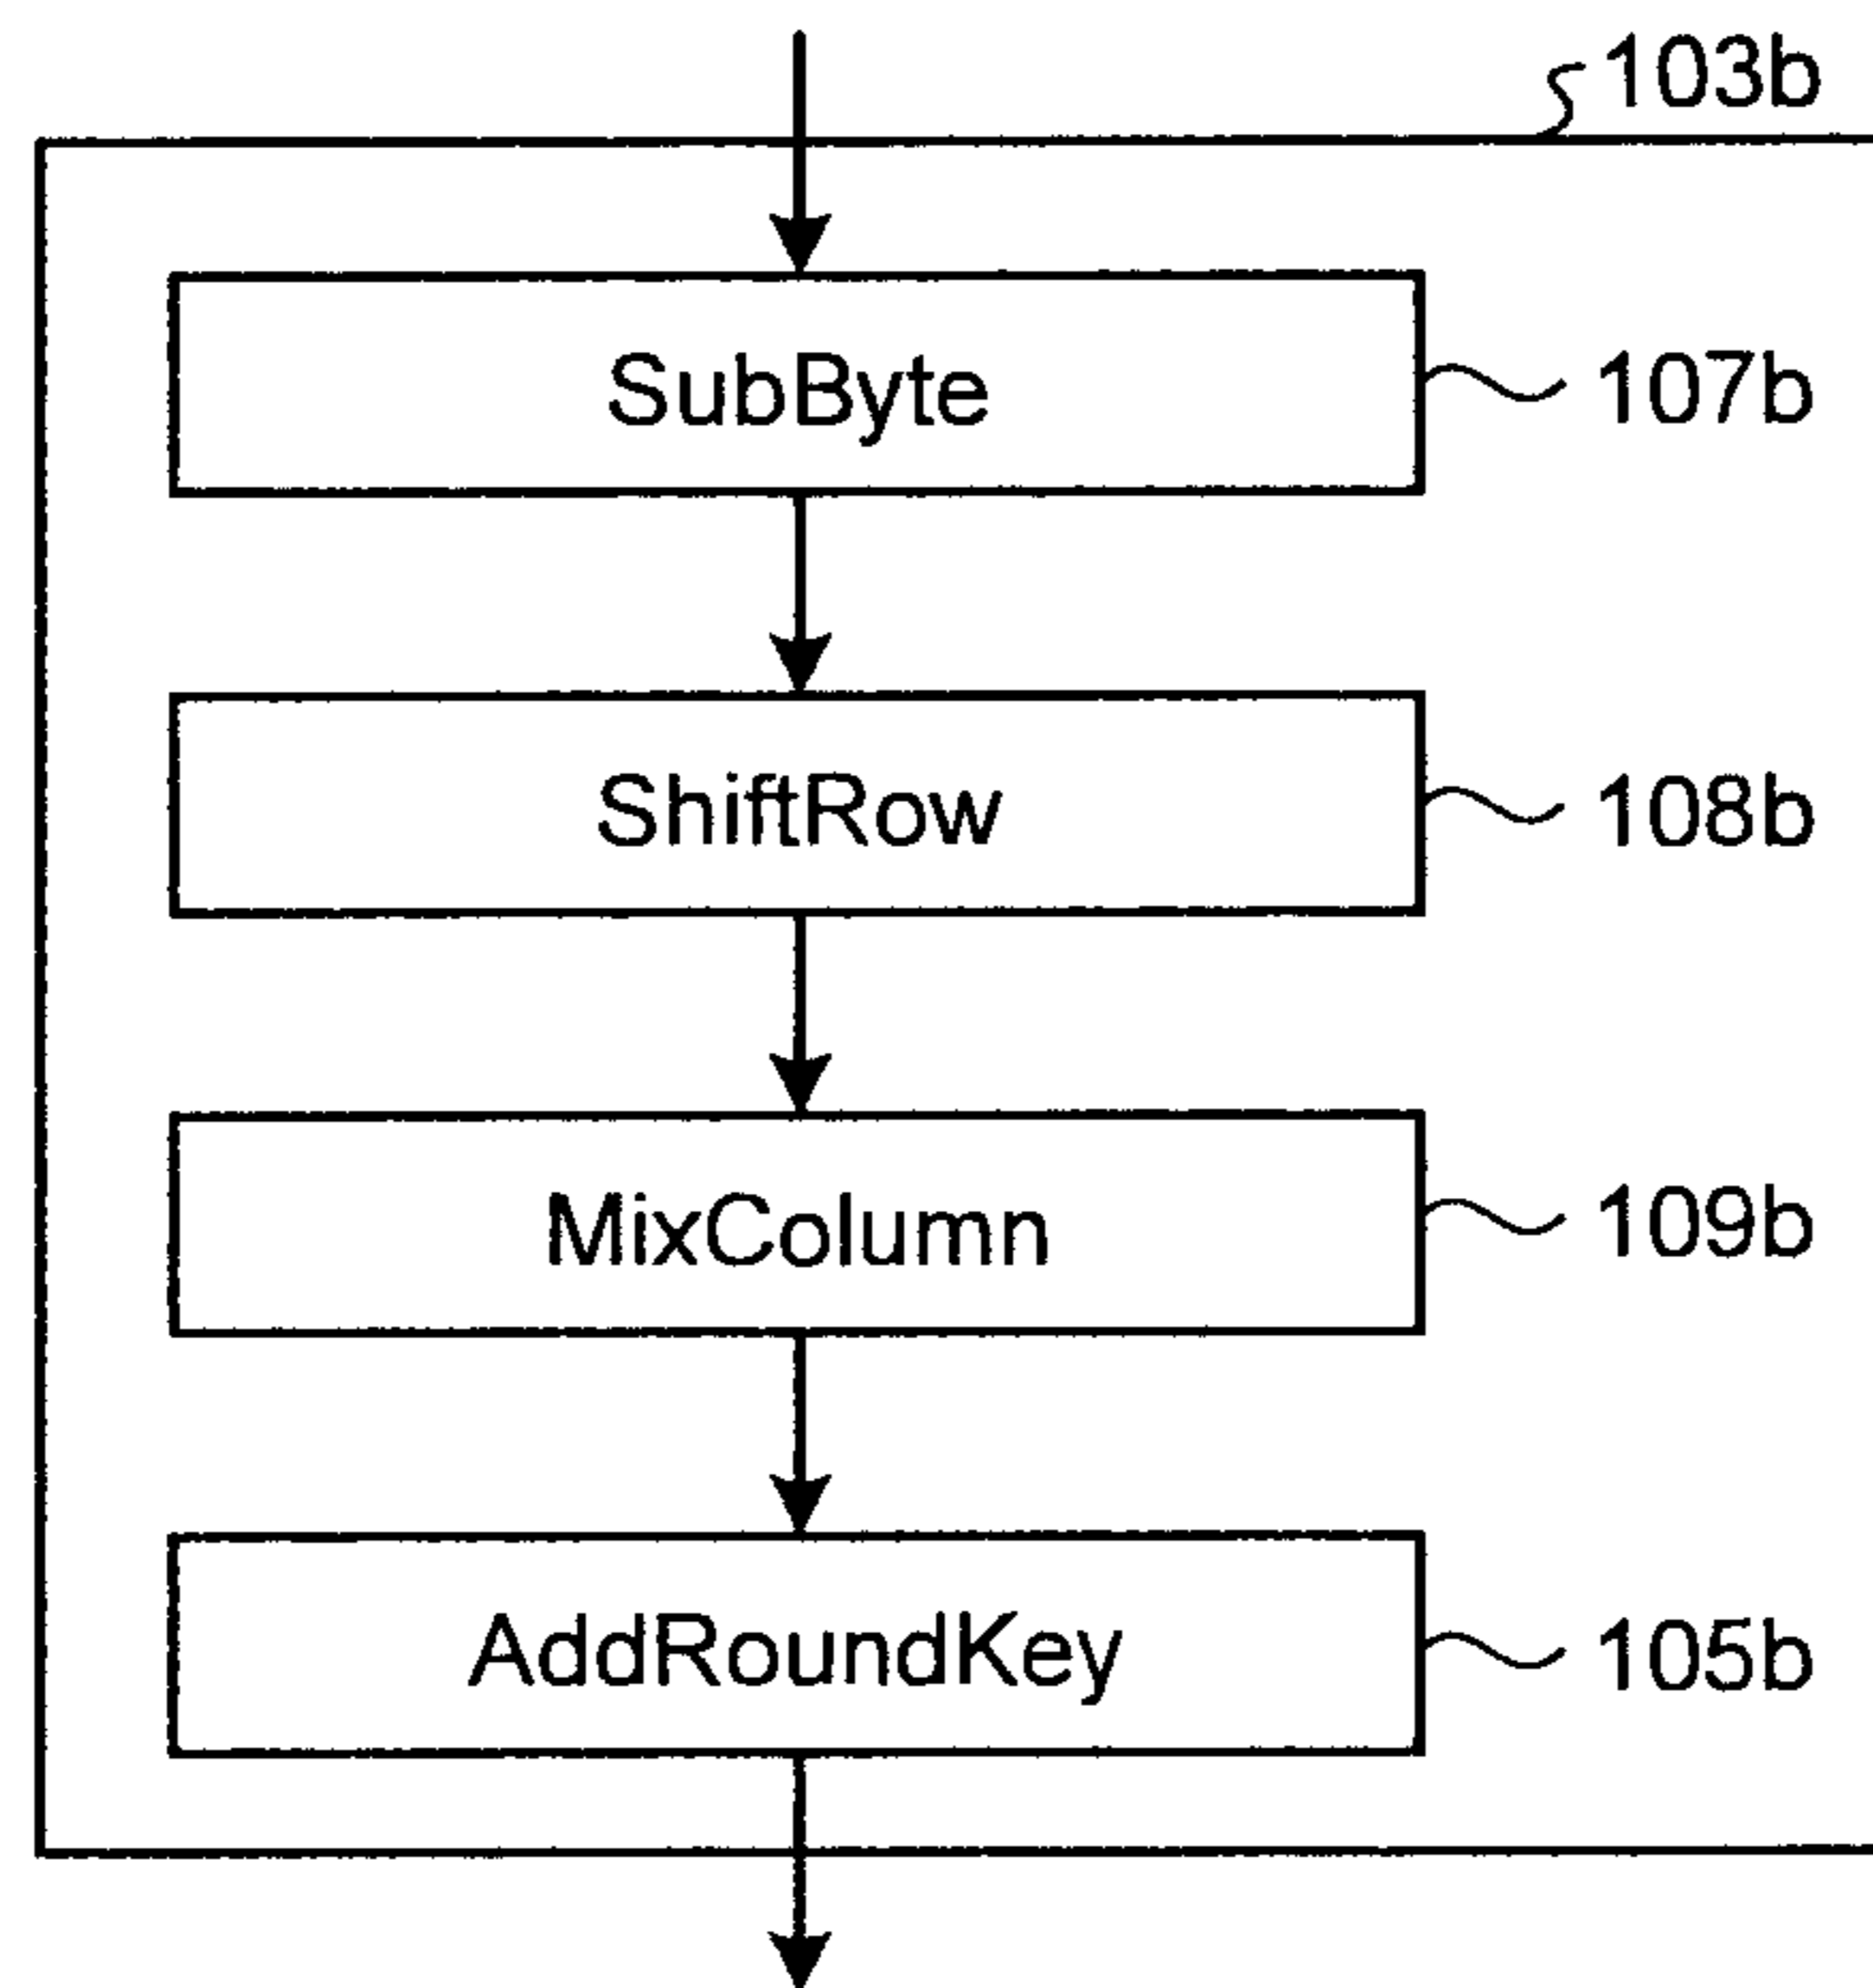 103b
SubByte 107b
ShiftRow 108b
MixColumn 109b
AddRoundKey 105b